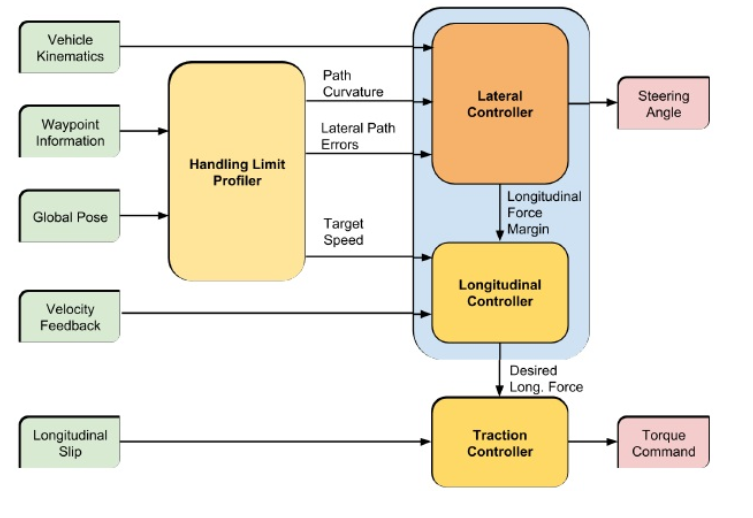 Vehicle
Kinematics
Waypoint
Information
Global Pose
Velocity
Feedback
Longitudinal
Slip
Handling Limit
Profiler
Path
Curvature
Lateral Path
Errors
Target
Speed
Lateral
Controller
Longitudinal
Force
Margin
Longitudinal
Controller
Desired
Long. Force
Traction
Controller
Steering
Angle
Torque
Command